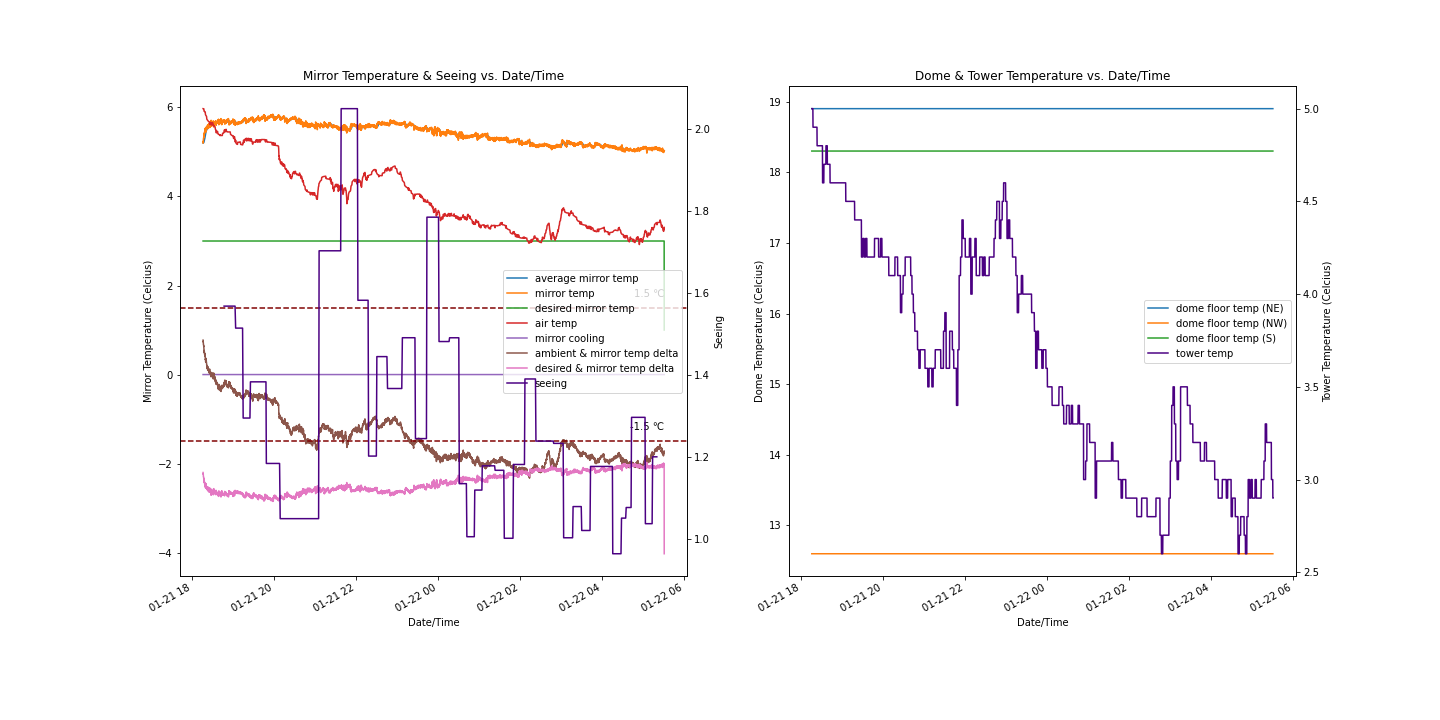 Mirror Temperature & Seeing vs. Date/Time
Mirror Temperature (Celcius)
6
4
2
0
−2
−4
2.0
1.8
1.6
1.4
1.2
1.0
Seeing
1.5 °C
-1.5 °C
average mirror temp
mirror temp
desired mirror temp
air temp
mirror cooling
ambient & mirror temp delta
desired & mirror temp delta
seeing
01-21 18
01-21 20
01-21 22
01-22 00
01-22 02
01-22 04
01-22 06
Date/Time
Dome & Tower Temperature vs. Date/Time
Dome Temperature (Celcius)
19
18
17
16
15
14
13
5.0
4.5
4.0
3.5
3.0
2.5
Tower Temperature (Celcius)
dome floor temp (NE)
dome floor temp (NW)
dome floor temp (S)
tower temp
01-21 18
01-21 20
01-21 22
01-22 00
01-22 02
01-22 04
01-22 06
Date/Time